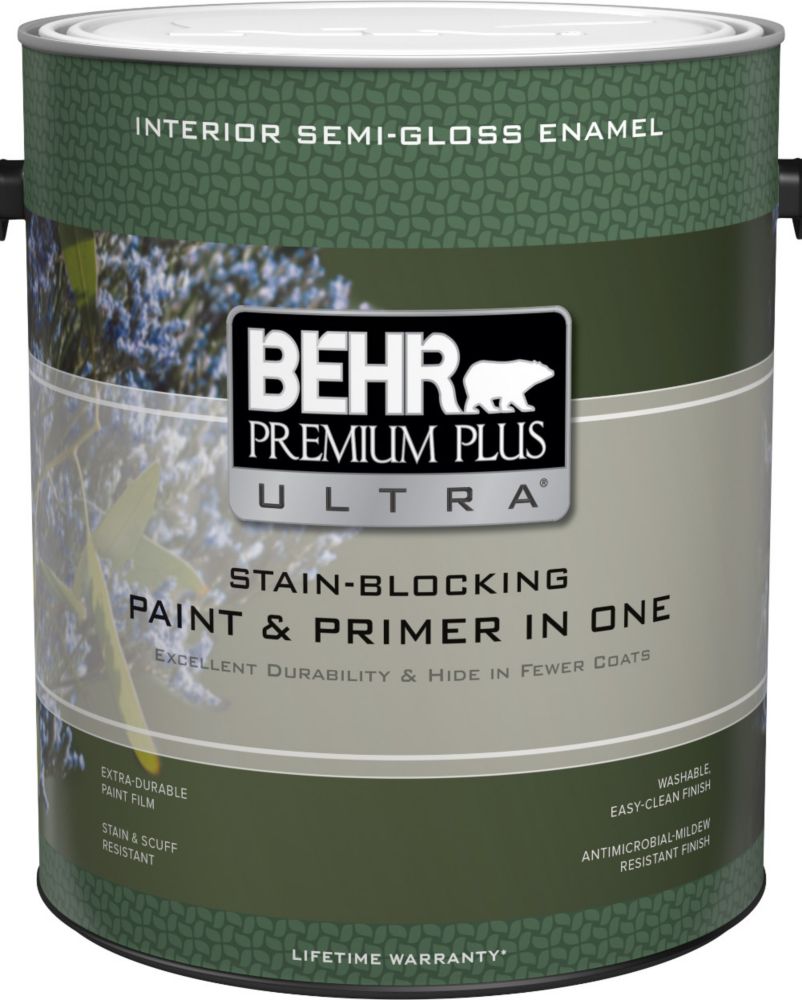 INTERIOR SEMI-GLOSS ENAMEL
BEHR
PREMIUM PLUS
ULTRA®
STAIN-BLOCKING
PAINT & PRIMER IN ONE
EXCELLENT DURABILITY & HIDE IN FEWER COATS
EXTRA-DURABLE
PAINT FILM
STAIN & SCUFF
RESISTANT
WASHABLE,
EASY-CLEAN FINISH
ANTIMICROBIAL-MILDEW
RESISTANT FINISH
LIFETIME WARRANTY*